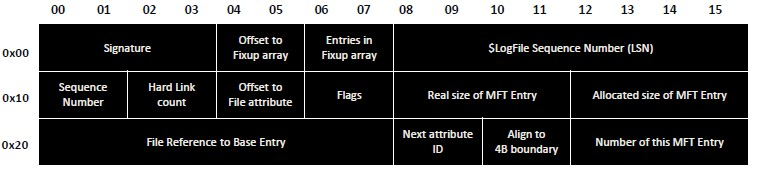 00 01 02 03 04 05 06 07 08 09 10 11 12 13 14 15
0x00
Signature
Offset to
Fixup array
Entries in
Fixup array
$LogFile Sequence Number (LSN)
0x10
Sequence
Number
Hard Link
count
Offset to
File attribute
Flags
Real size of MFT Entry
Allocated size of MFT Entry
0x20
File Reference to Base Entry
Next attribute
ID
Align to
4B boundary
Number of this MFT Entry